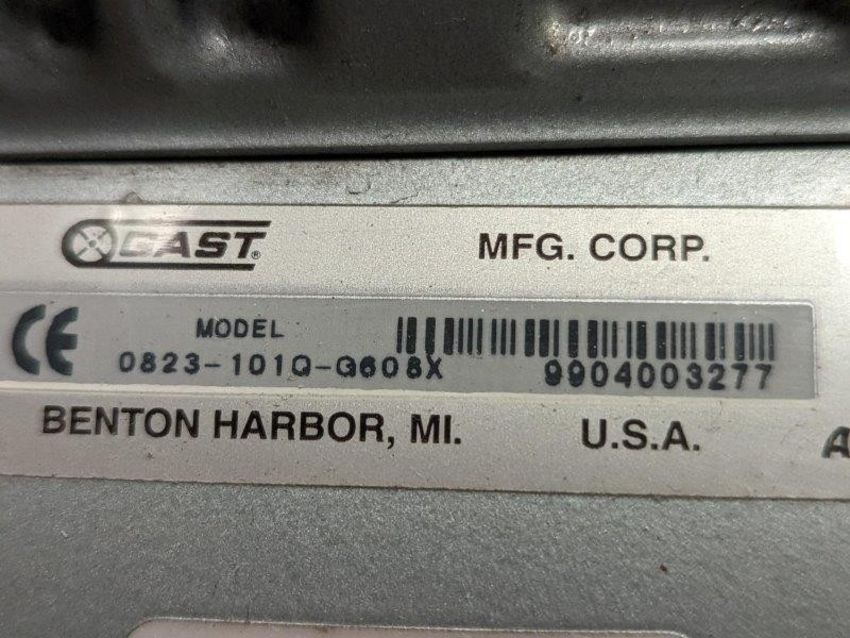 GAST® MFG. CORP.
CE MODEL
0823-101Q-G608X 9904003277
BENTON HARBOR, MI. U.S.A.